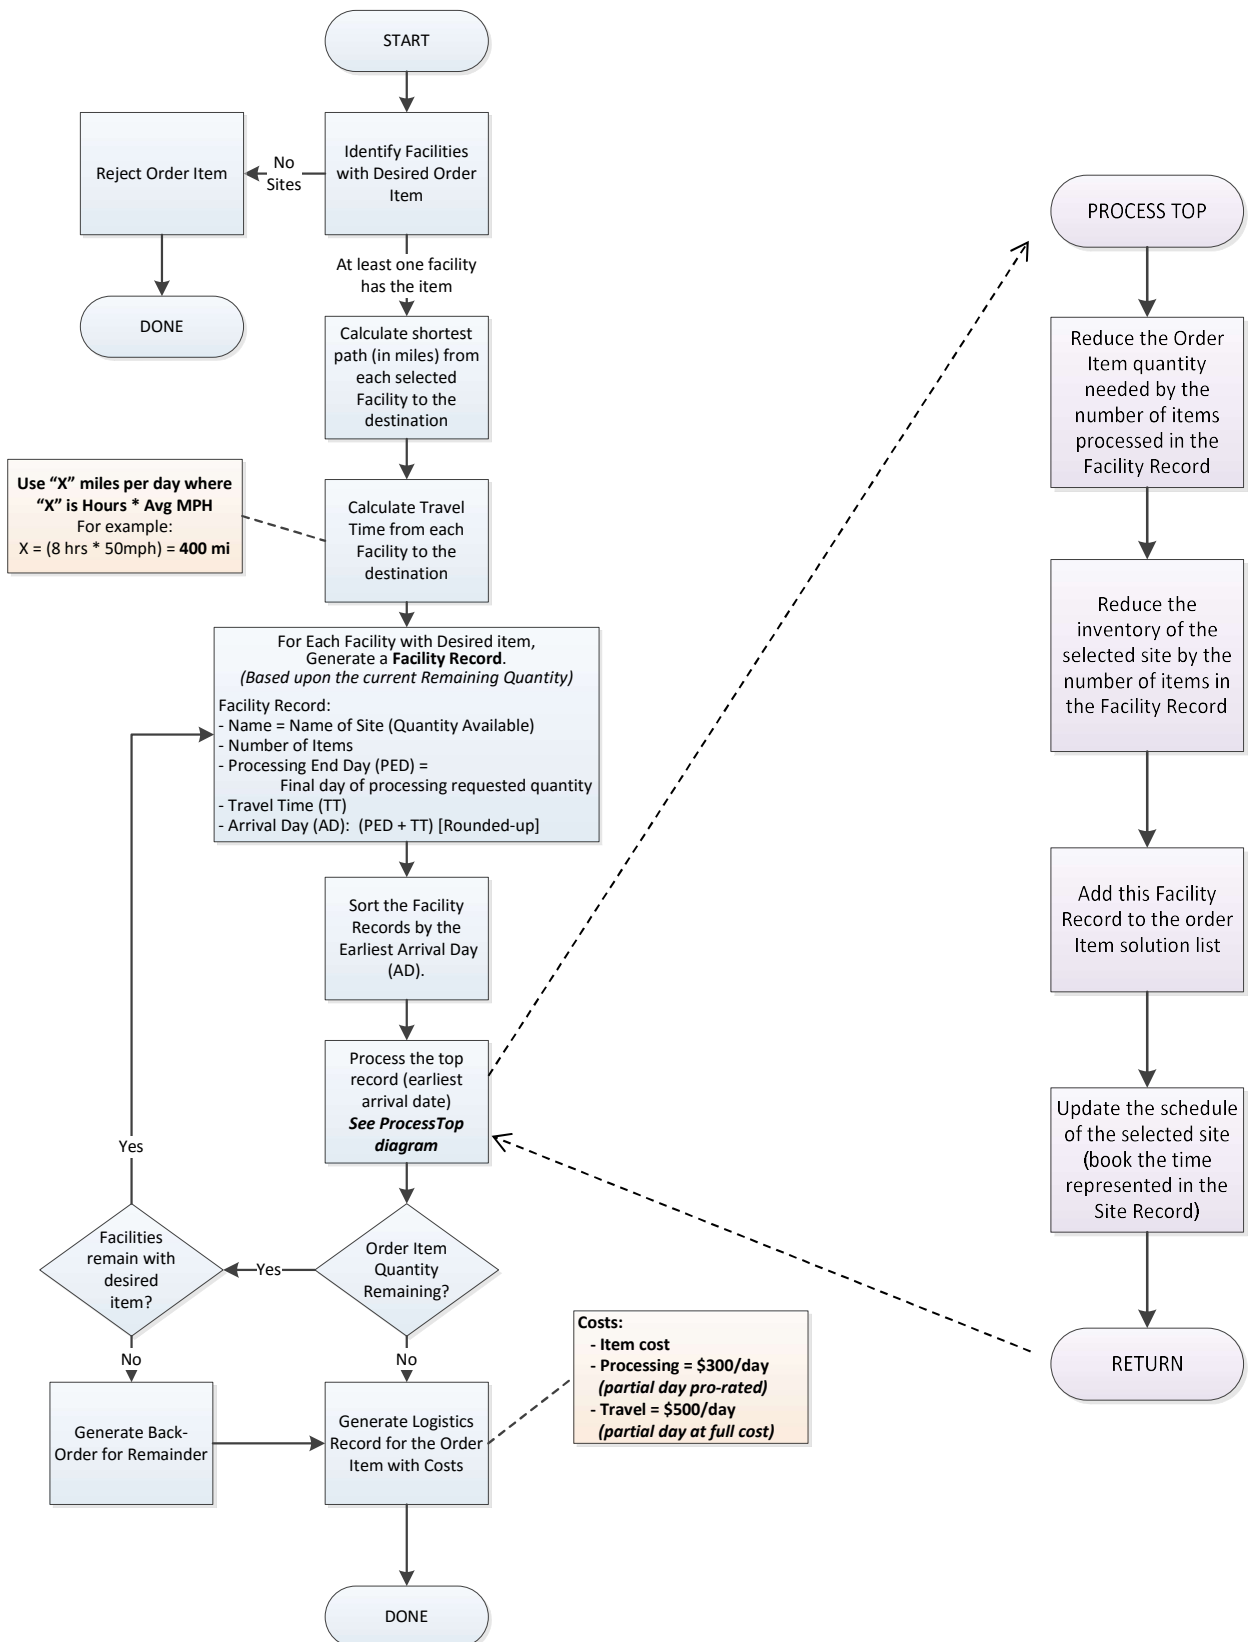 START
Identify Facilities
with Desired Order
Item
No
Sites
Reject Order Item
DONE
At least one facility
has the item
Calculate shortest
path (in miles) from
each selected
Facility to the
destination
Use “X” miles per day where
“X” is Hours * Avg MPH
For example:
X = (8 hrs * 50mph) = 400 mi
Calculate Travel
Time from each
Facility to the
destination
For Each Facility with Desired item,
Generate a Facility Record.
(Based upon the current Remaining Quantity)
Facility Record:
- Name = Name of Site (Quantity Available)
- Number of Items
- Processing End Day (PED) =
Final day of processing requested quantity
- Travel Time (TT)
- Arrival Day (AD):  (PED + TT) [Rounded-up]
Sort the Facility
Records by the
Earliest Arrival Day
(AD).
Process the top
record (earliest
arrival date)
See ProcessTop
diagram
Order Item
Quantity
Remaining?
Yes
Facilities
remain with
desired
item?
Yes
No
No
Generate Back-
Order for Remainder
Generate Logistics
Record for the Order
Item with Costs
Costs:
- Item cost
- Processing = $300/day
(partial day pro-rated)
- Travel = $500/day
(partial day at full cost)
DONE
PROCESS TOP
Reduce the Order
Item quantity
needed by the
number of items
processed in the
Facility Record
Reduce the
inventory of the
selected site by the
number of items in
the Facility Record
Add this Facility
Record to the order
Item solution list
Update the schedule
of the selected site
(book the time
represented in the
Site Record)
RETURN